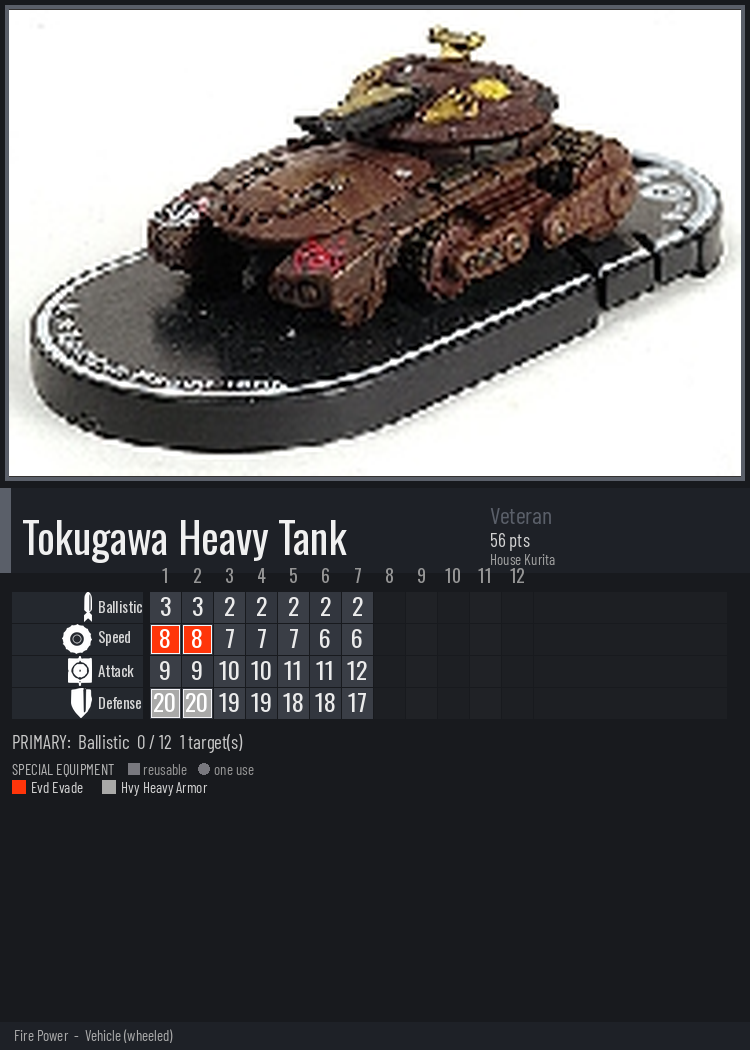 Tokugawa Heavy Tank
Veteran
56 pts
House Kurita
1 2 3 4 5 6 7 8 9 10 11 12
Ballistic 3 3 2 2 2 2 2
Speed 8 8 7 7 7 6 6
Attack 9 9 10 10 11 11 12
Defense 20 20 19 19 18 18 17
PRIMARY: Ballistic 0 / 12 1 target(s)
SPECIAL EQUIPMENT reusable one use
Evd Evade Hvy Heavy Armor
Fire Power - Vehicle (wheeled)